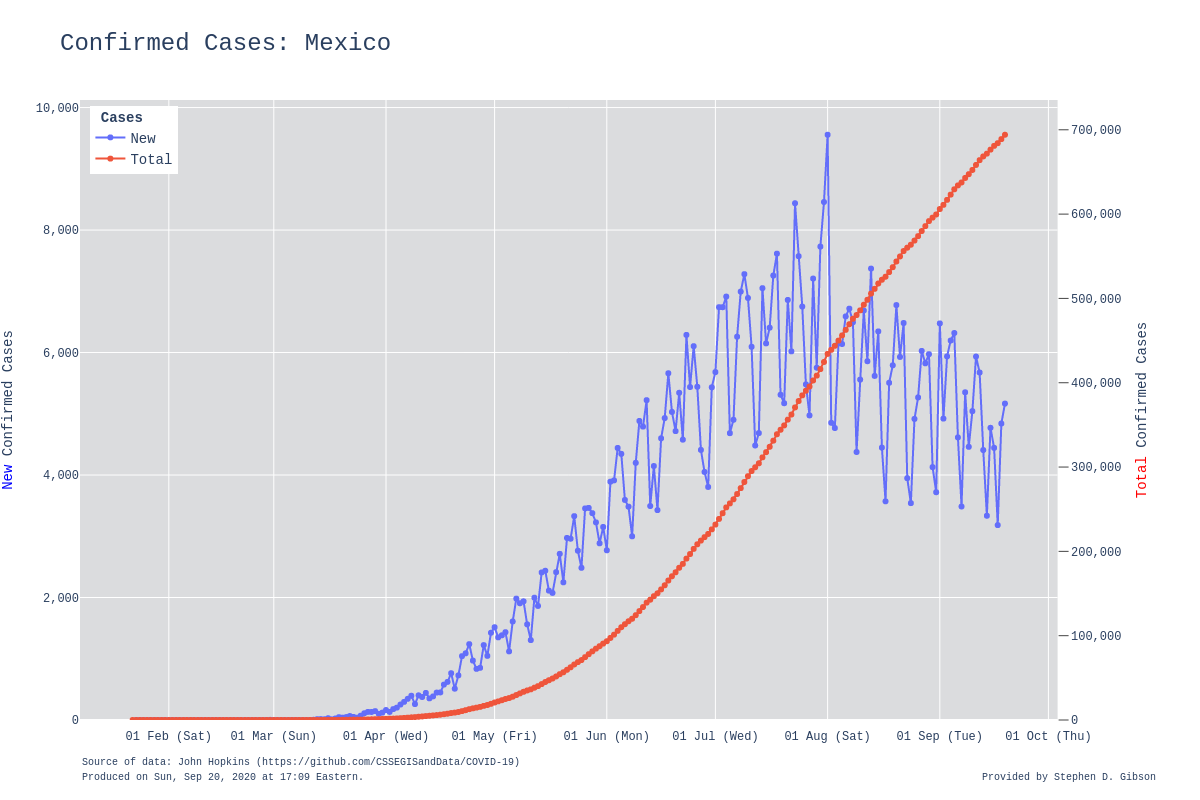 Confirmed Cases: Mexico
Cases
New
Total
10,000
8,000
6,000
4,000
2,000
0
700,000
600,000
500,000
400,000
300,000
200,000
100,000
0
New Confirmed Cases
Total Confirmed Cases
01 Feb (Sat) 01 Mar (Sun) 01 Apr (Wed) 01 May (Fri) 01 Jun (Mon) 01 Jul (Wed) 01 Aug (Sat) 01 Sep (Tue) 01 Oct (Thu)
Source of data: John Hopkins (https://github.com/CSSEGISandData/COVID-19)
Produced on Sun, Sep 20, 2020 at 17:09 Eastern.
Provided by Stephen D. Gibson